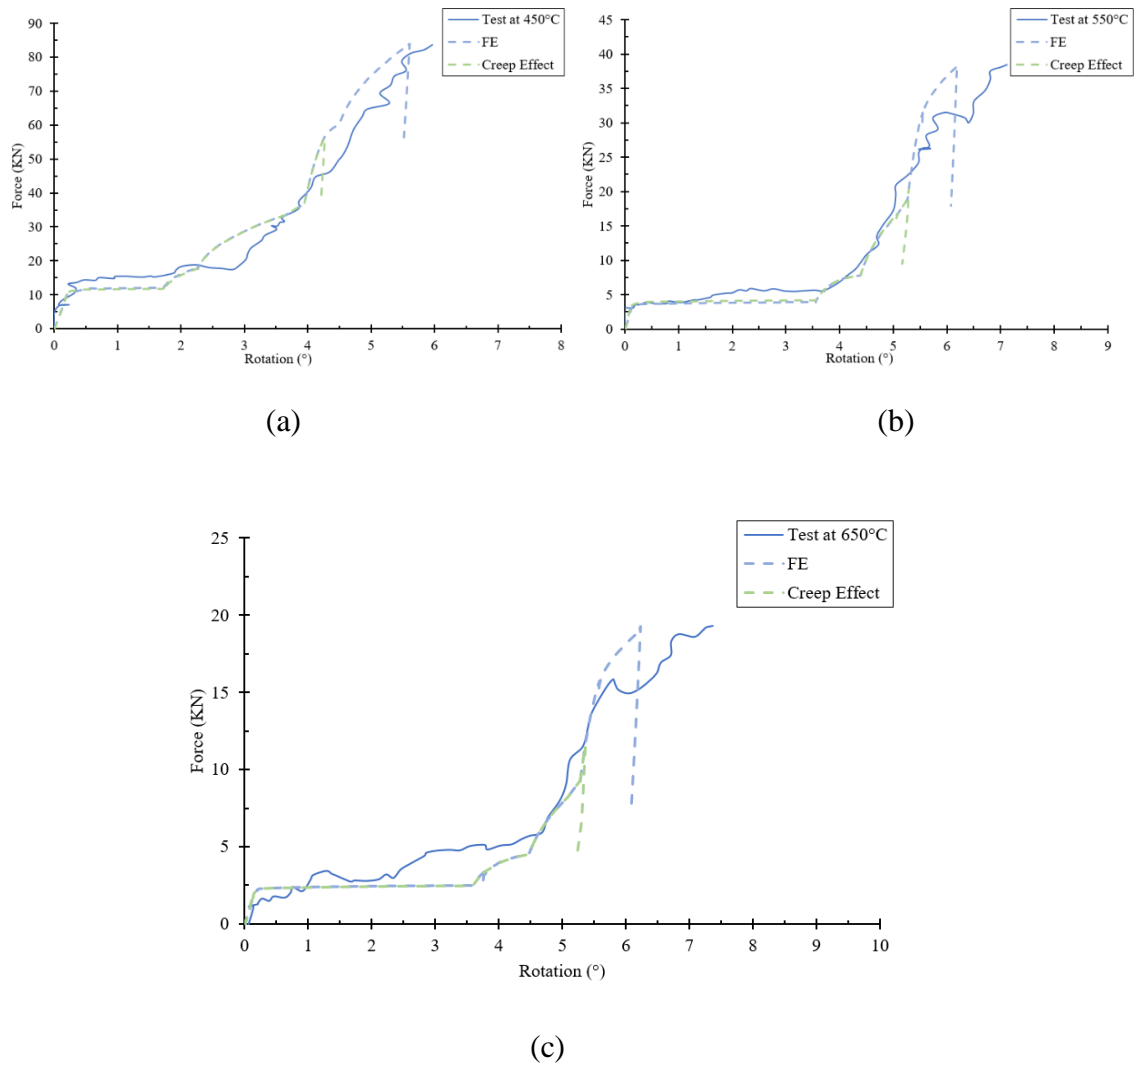 90
80
70
60
50
40
30
20
10
0
Force (KN)
0 1 2 3 4 5 6 7 8
Rotation (°)
Test at 450°C
FE
Creep Effect
(a)
45
40
35
30
25
20
15
10
5
0
Force (KN)
0 1 2 3 4 5 6 7 8 9
Rotation (°)
Test at 550°C
FE
Creep Effect
(b)
25
20
15
10
5
0
Force (KN)
0 1 2 3 4 5 6 7 8 9 10
Rotation (°)
Test at 650°C
FE
Creep Effect
(c)